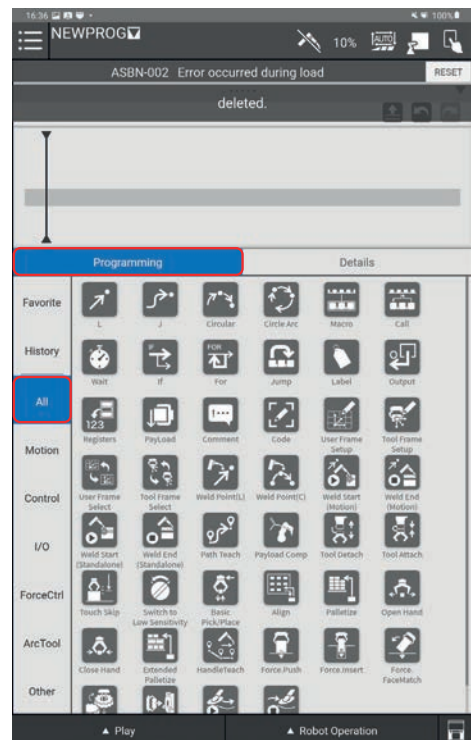 16:36
100%
NEWPROG
10%
AUTO
ASBN-002 Error occurred during load
RESET
deleted.
Programming
Details
Favorite
History
All
Motion
Control
I/O
ForceCtrl
ArcTool
Other
L
J
Circular
Circle Arc
Macro
Call
IF
FOR
Wait
If
For
Jump
Label
Output
123
Registers
PayLoad
Comment
Code
User Frame
Setup
Tool Frame
Setup
User Frame
Select
Tool Frame
Select
Weld Point(L)
Weld Point(C)
Weld Start
(Motion)
Weld End
(Motion)
Weld Start
(Standalone)
Weld End
(Standalone)
Path Teach
Payload Comp
Tool Detach
Tool Attach
Touch Skip
Switch to
Low Sensitivity
Basic
Pick/Place
Align
Palletize
Open Hand
Close Hand
Extended
Palletize
HandleTeach
Force.Push
Force.Insert
Force.
FaceMatch
▲ Play
▲ Robot Operation